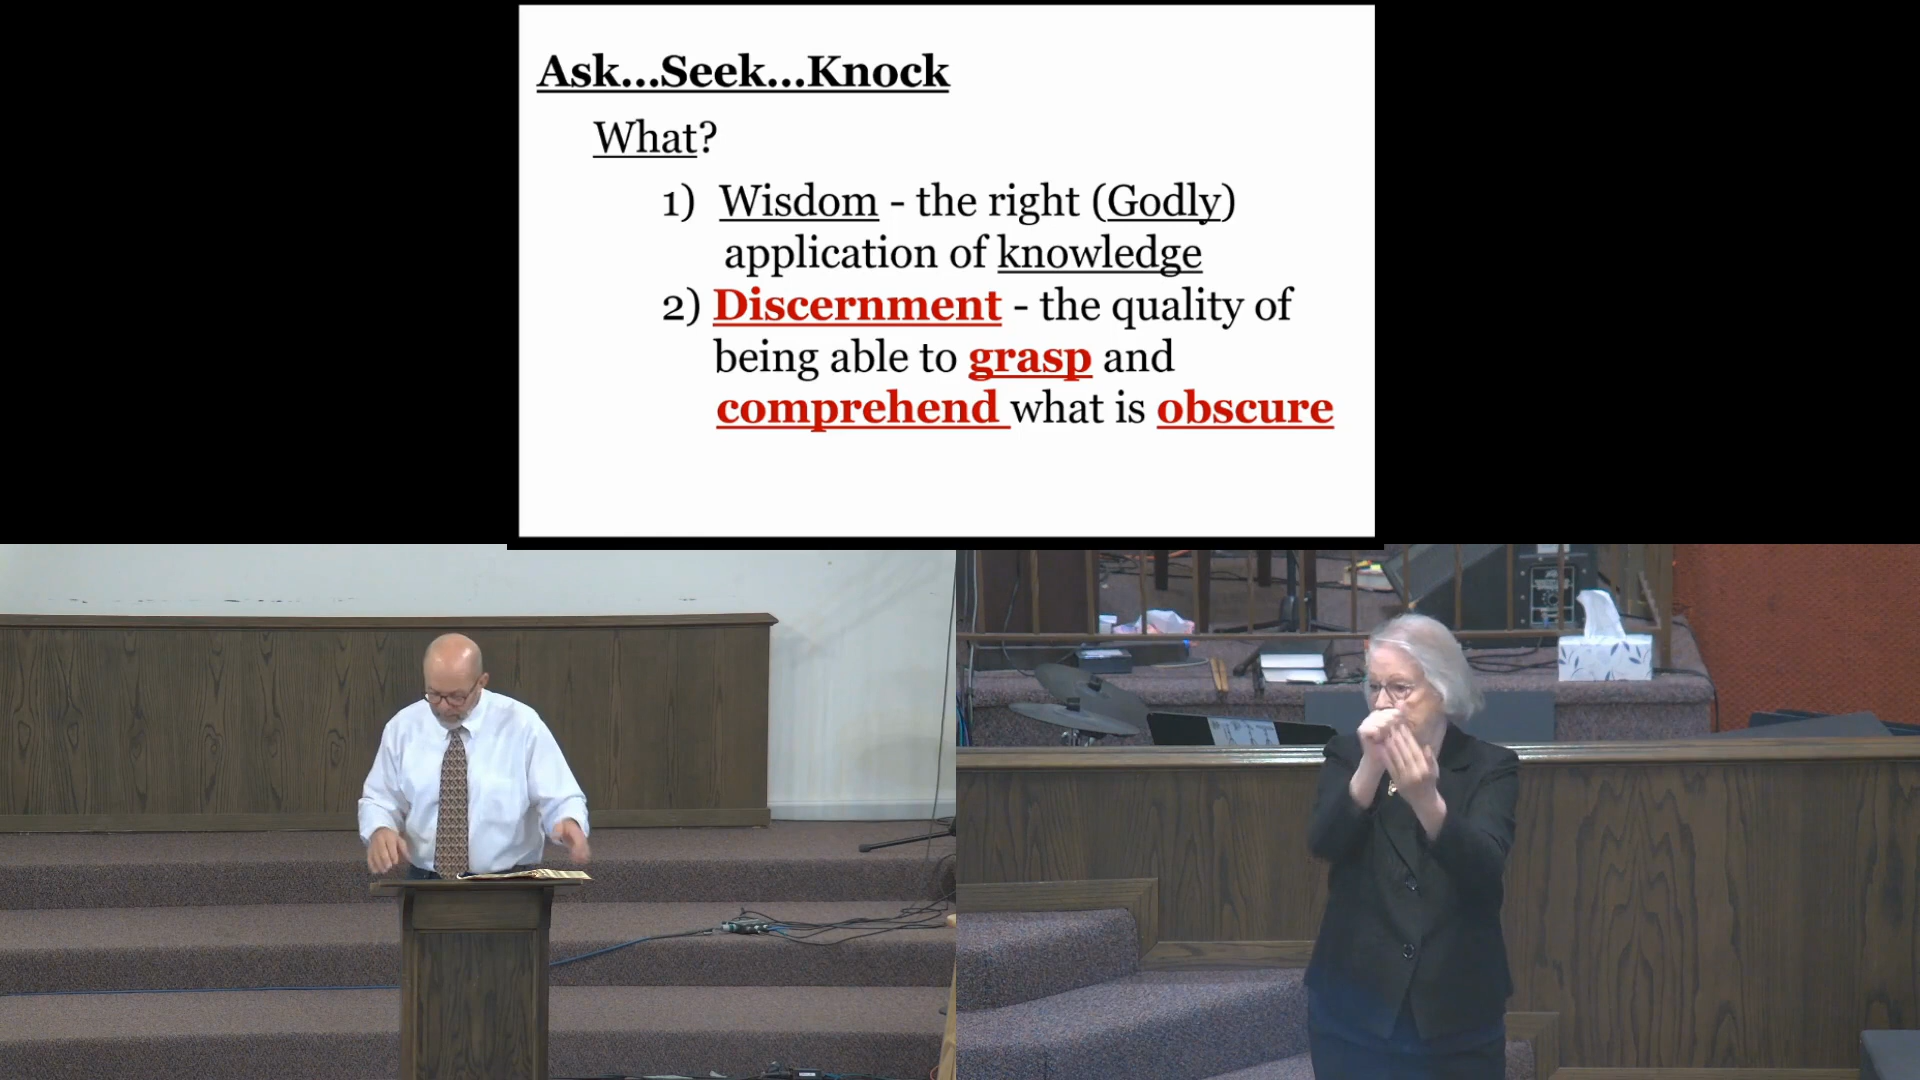 Ask...Seek...Knock
What?
1) Wisdom - the right (Godly)
application of knowledge
2) Discernment - the quality of
being able to grasp and
comprehend what is obscure